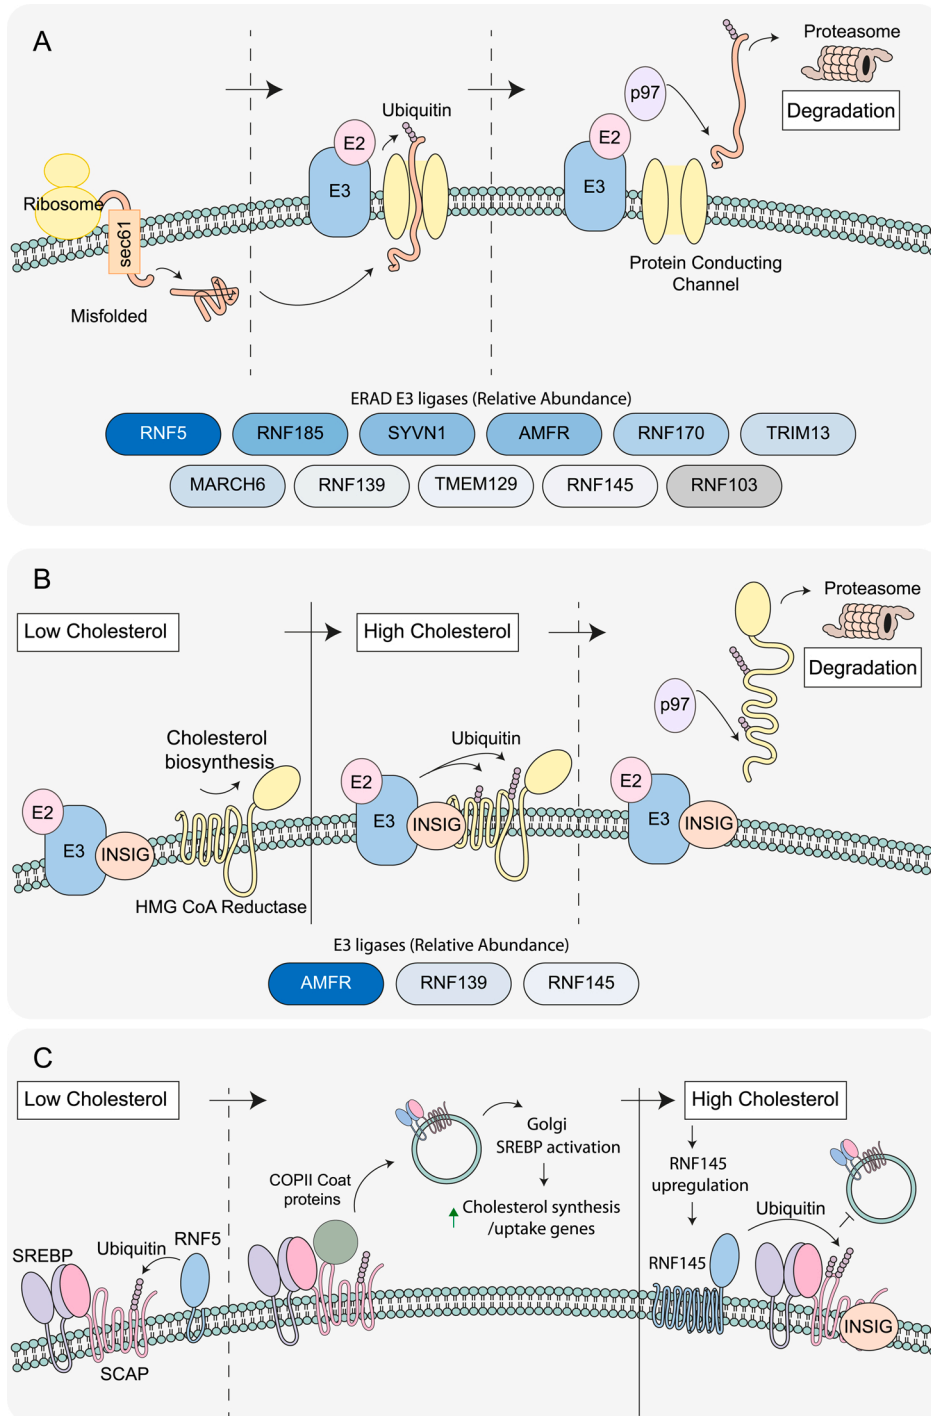 A
Proteasome
Degradation
p97
Ubiquitin
E2
E3
E2
E3
Ribosome
sec61
Misfolded
Protein Conducting
Channel
ERAD E3 ligases (Relative Abundance)
RNF5
RNF185
SYVN1
AMFR
RNF170
TRIM13
MARCH6
RNF139
TMEM129
RNF145
RNF103
B
Low Cholesterol
High Cholesterol
Proteasome
Degradation
p97
Cholesterol
biosynthesis
Ubiquitin
E2
E3
INSIG
HMG CoA Reductase
E2
E3
INSIG
E2
E3
INSIG
E3 ligases (Relative Abundance)
AMFR
RNF139
RNF145
C
Low Cholesterol
High Cholesterol
Golgi
SREBP activation
Cholesterol synthesis
/uptake genes
COPII Coat
proteins
RNF145
upregulation
Ubiquitin
SREBP
Ubiquitin
RNF5
SCAP
RNF145
INSIG